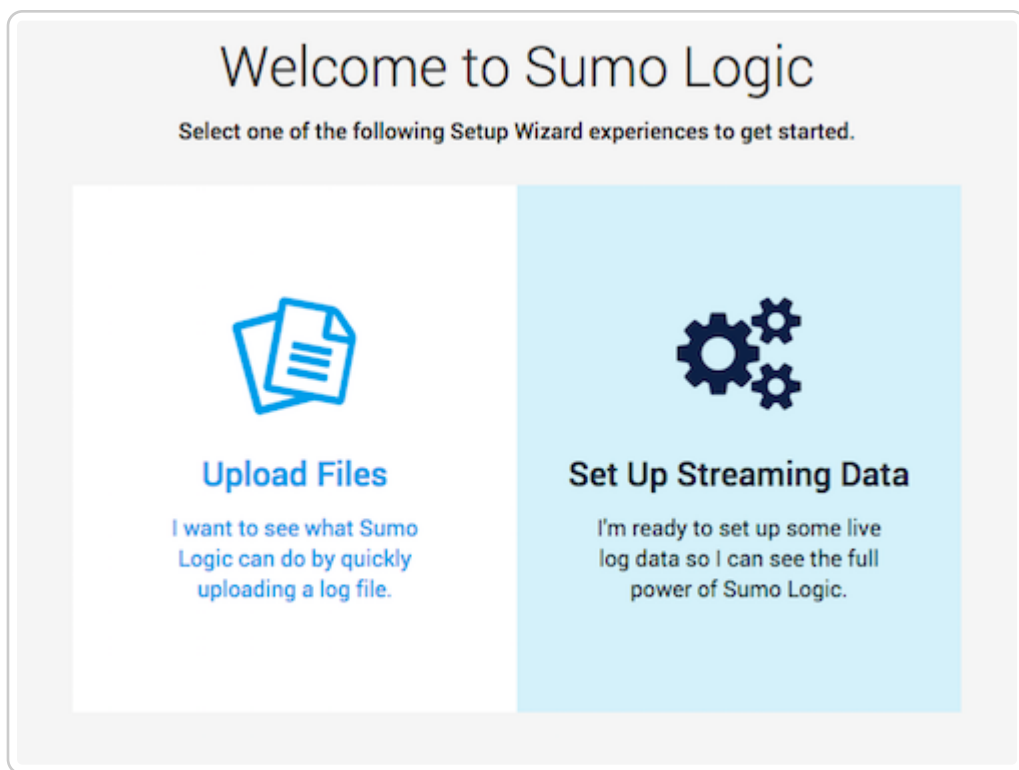 Welcome to Sumo Logic
Select one of the following Setup Wizard experiences to get started.
Upload Files
I want to see what Sumo
Logic can do by quickly
uploading a log file.
Set Up Streaming Data
I'm ready to set up some live
log data so I can see the full
power of Sumo Logic.